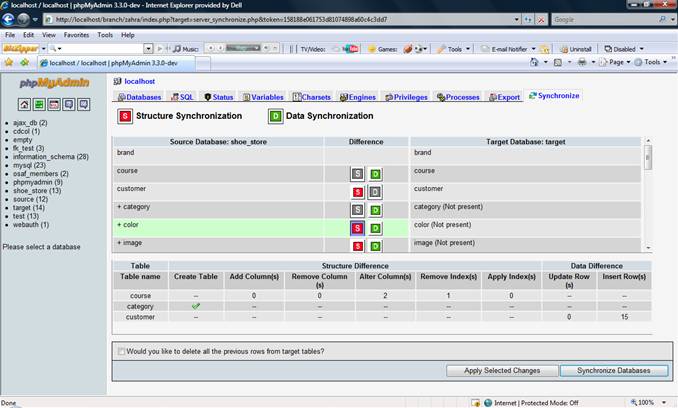 localhost / localhost | phpMyAdmin 3.3.0-dev - Internet Explorer provided by Dell
http://localhost/branch/zahra/index.php?target=server_synchronize.php&token=158188e061753d81074898a60c4c3dd7
File Edit View Favorites Tools Help
BizZipper Music: TV/Video: YouTube Games: Tools E-mail Notifier Uninstall Disabled
localhost / localhost | phpMyAdmin 3.3.0-dev Page Tools
phpMyAdmin
ajax_db (2)
cdcol (1)
empty
fk_test (3)
information_schema (28)
mysql (23)
osaf_members (2)
phpmyadmin (9)
shoe_store (13)
source (12)
target (14)
test (13)
webauth (1)
Please select a database
localhost
Databases SQL Status Variables Charsets Engines Privileges Processes Export Synchronize
S Structure Synchronization D Data Synchronization
Source Database: shoe_store Difference Target Database: target
brand brand
course S D course
customer S D customer
+ category S D category (Not present)
+ color S D color (Not present)
+ image S D image (Not present)
Table Structure Difference Data Difference
Table name Create Table Add Column(s) Remove Column(s) Alter Column(s) Remove Index(s) Apply Index(s) Update Row(s) Insert Row(s)
course -- 0 0 2 1 0 -- --
category -- -- -- -- -- -- --
customer -- -- -- -- -- -- 0 15
Would you like to delete all the previous rows from target tables?
Apply Selected Changes Synchronize Databases
Done Internet | Protected Mode: Off 100%